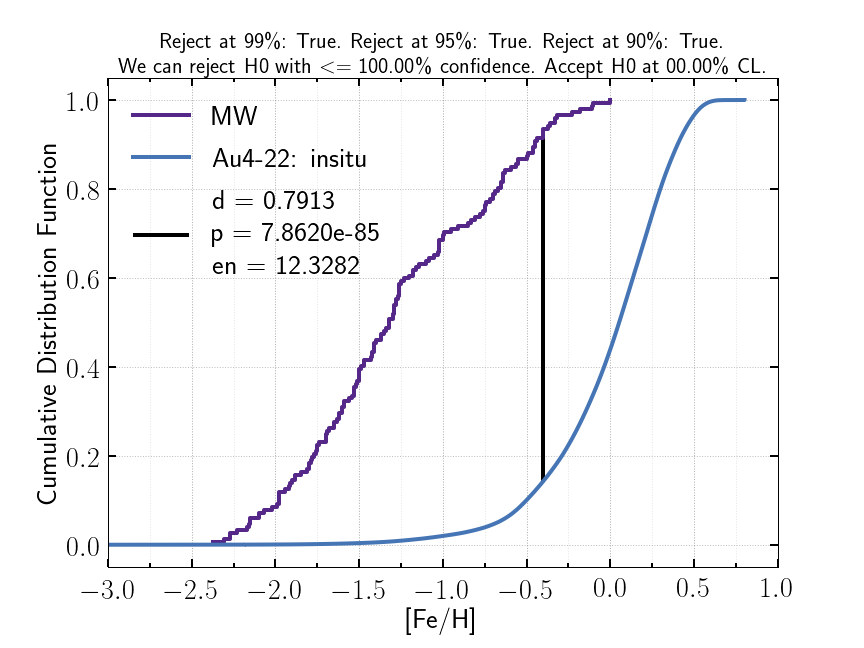 Reject at 99%: True. Reject at 95%: True. Reject at 90%: True.
We can reject H0 with <= 100.00% confidence. Accept H0 at 00.00% CL.
MW
Au4-22: insitu
d = 0.7913
p = 7.8620e-85
en = 12.3282
Cumulative Distribution Function
1.0
0.8
0.6
0.4
0.2
0.0
−3.0 −2.5 −2.0 −1.5 −1.0 −0.5 0.0 0.5 1.0
[Fe/H]